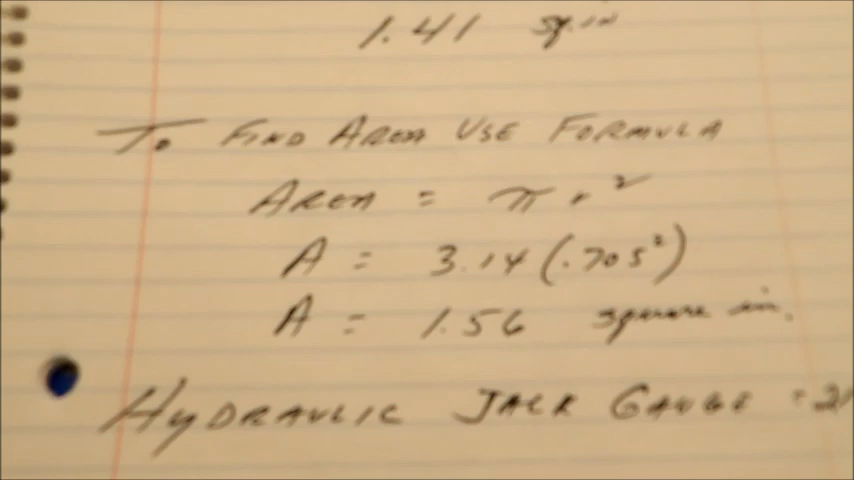 1.41 sq.in
To FIND AREA USE FORMULA
AREA = π r²
A = 3.14 (.705²)
A = 1.56 square in.
HYDRAULIC JACK GAUGE =